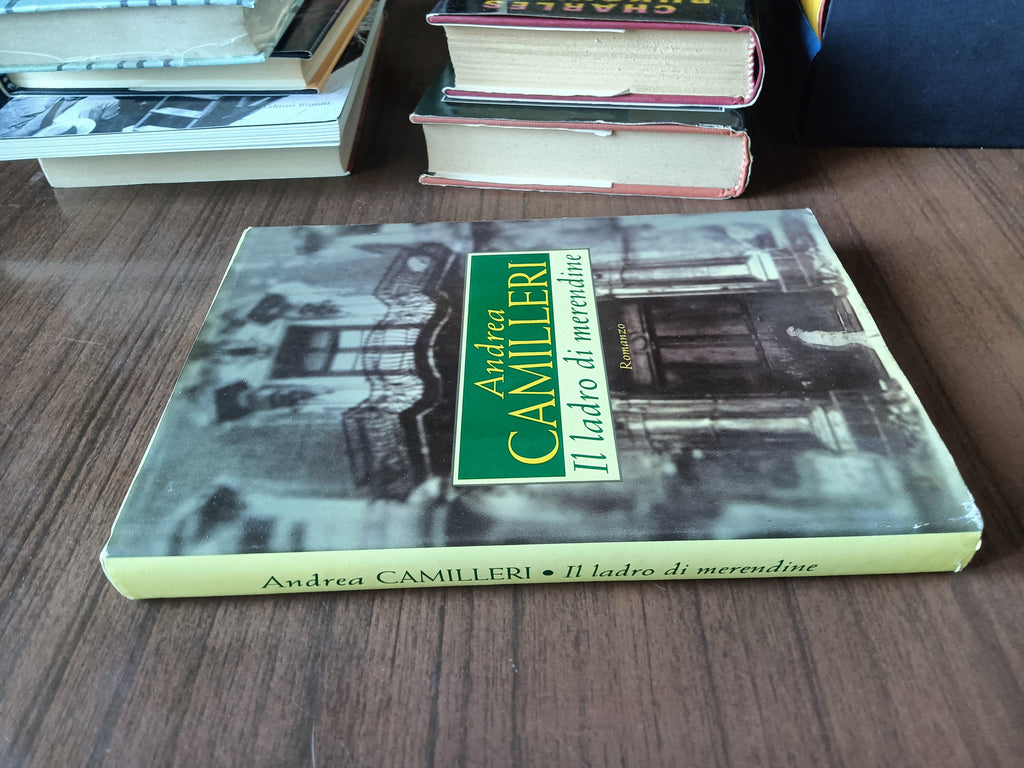 Andrea
CAMILLERI
Il ladro di merendine
Romanzo
Andrea CAMILLERI • Il ladro di merendine
CHARLES